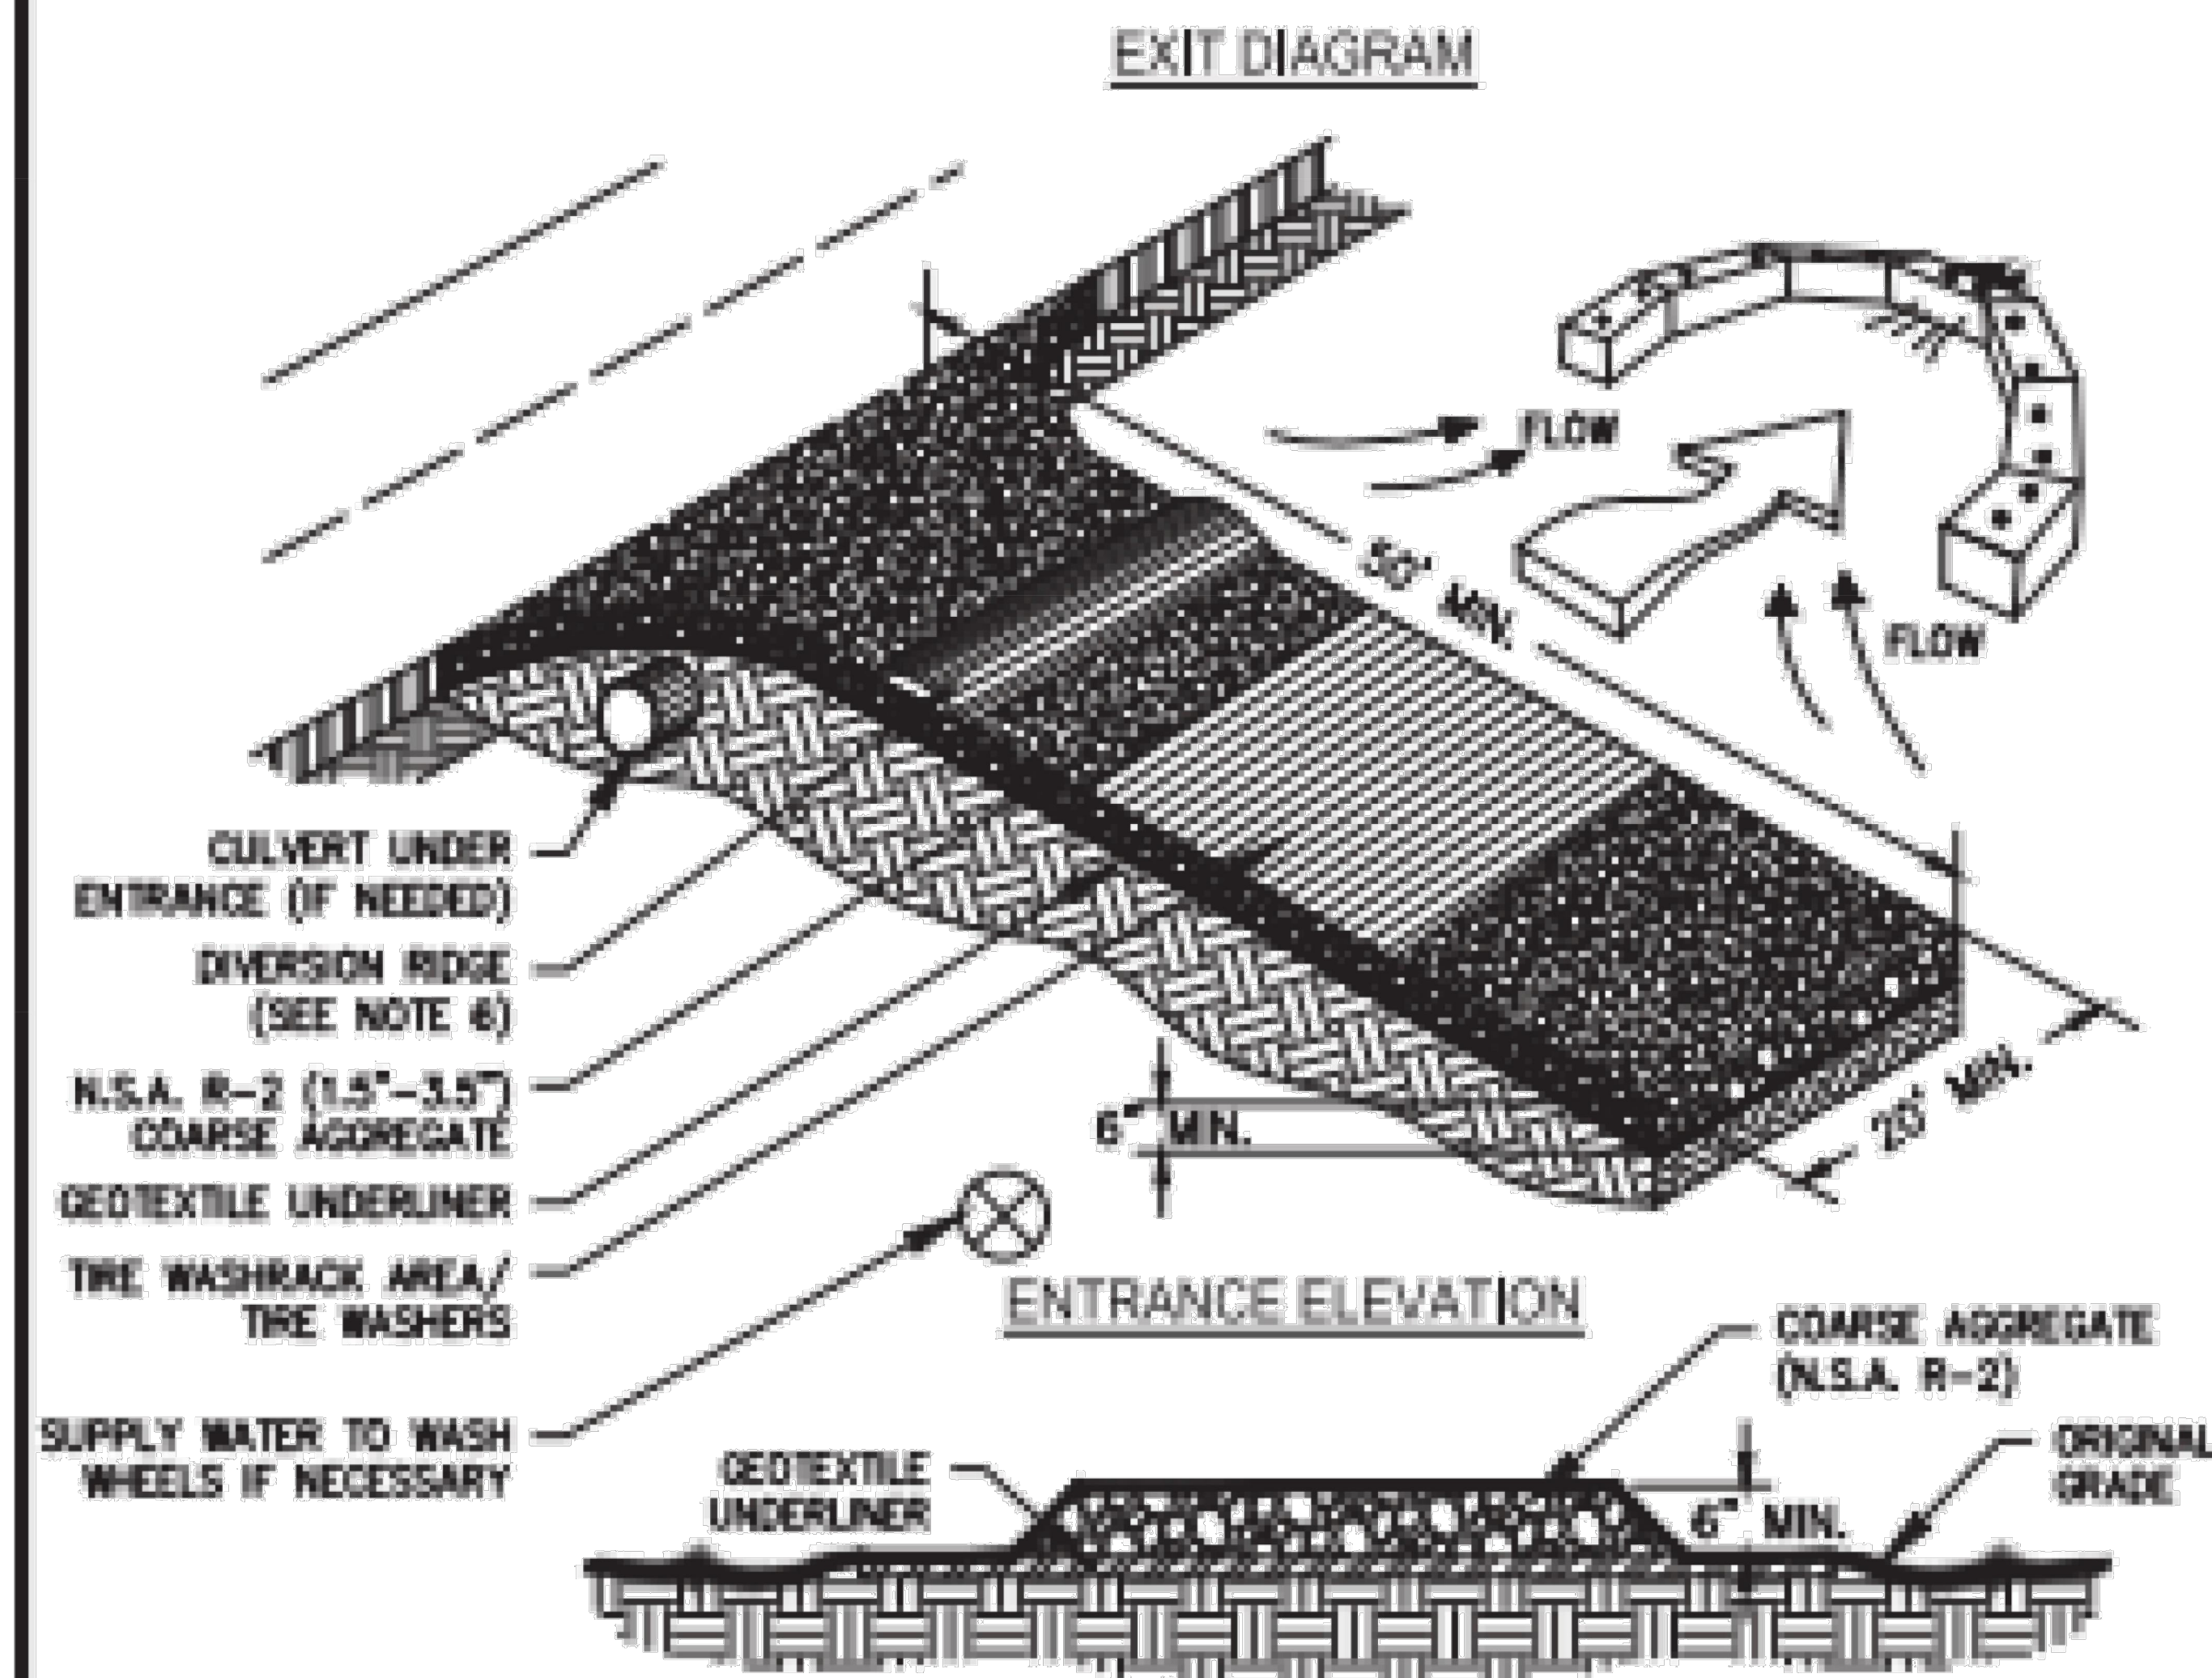 EXIT DIAGRAM
FLOW
50' MIN.
FLOW
CULVERT UNDER
ENTRANCE (IF NEEDED)
DIVERSION RIDGE
(SEE NOTE 6)
N.S.A. R-2 (1.5"-3.5")
COARSE AGGREGATE
GEOTEXTILE UNDERLINER
TIRE WASHRACK AREA/
TIRE WASHERS
SUPPLY WATER TO WASH
WHEELS IF NECESSARY
6" MIN.
20' MIN.
ENTRANCE ELEVATION
COARSE AGGREGATE
(N.S.A. R-2)
GEOTEXTILE
UNDERLINER
6" MIN.
ORIGINAL
GRADE